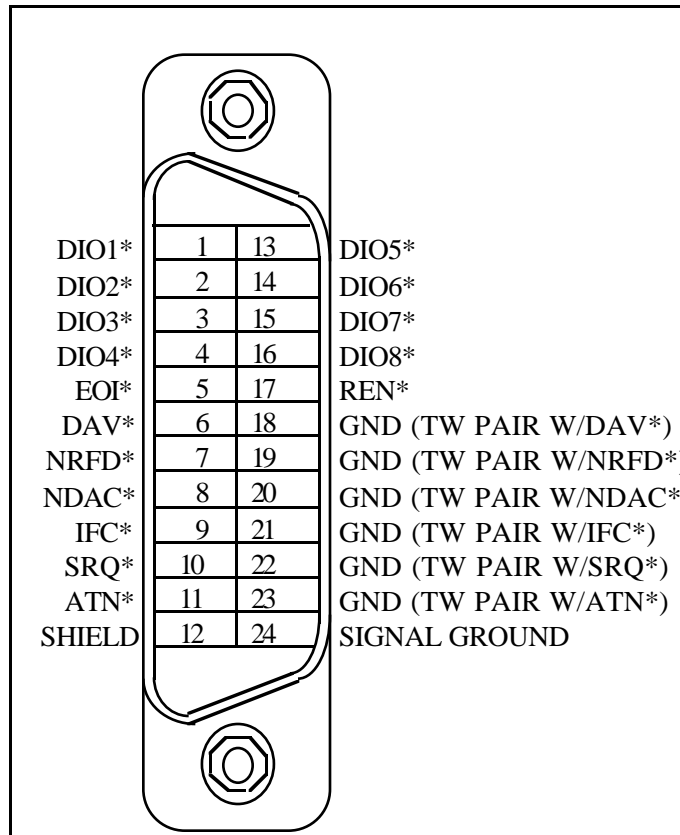 DIO1* 1 13 DIO5*
DIO2* 2 14 DIO6*
DIO3* 3 15 DIO7*
DIO4* 4 16 DIO8*
EOI* 5 17 REN*
DAV* 6 18 GND (TW PAIR W/DAV*)
NRFD* 7 19 GND (TW PAIR W/NRFD*)
NDAC* 8 20 GND (TW PAIR W/NDAC*
IFC* 9 21 GND (TW PAIR W/IFC*)
SRQ* 10 22 GND (TW PAIR W/SRQ*)
ATN* 11 23 GND (TW PAIR W/ATN*)
SHIELD 12 24 SIGNAL GROUND